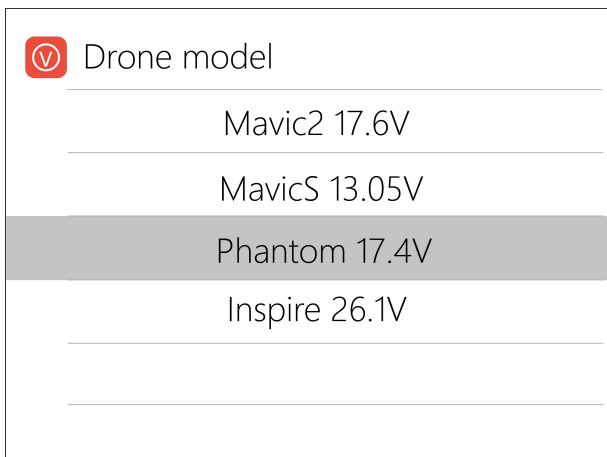 V
Drone model
Mavic2 17.6V
MavicS 13.05V
Phantom 17.4V
Inspire 26.1V